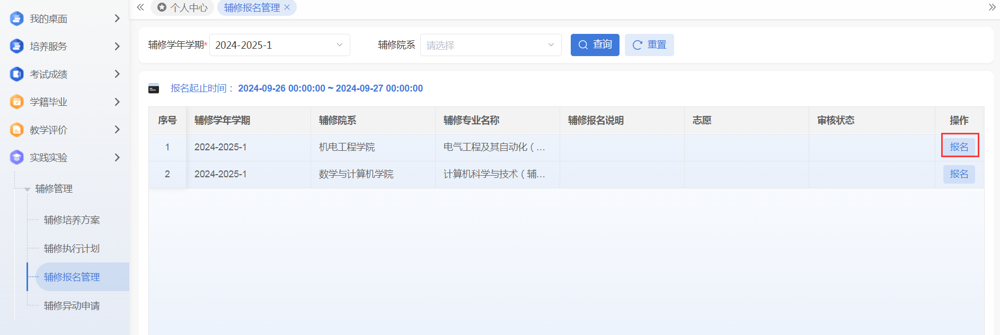 我的桌面
培养服务
考试成绩
学籍毕业
教学评价
实践实验
辅修管理
辅修培养方案
辅修执行计划
辅修报名管理
辅修异动申请
个人中心 辅修报名管理
辅修学年学期* 2024-2025-1 辅修院系 请选择 查询 重置
报名起止时间： 2024-09-26 00:00:00 ~ 2024-09-27 00:00:00
序号 辅修学年学期 辅修院系 辅修专业名称 辅修报名说明 志愿 审核状态 操作
1 2024-2025-1 机电工程学院 电气工程及其自动化（... 报名
2 2024-2025-1 数学与计算机学院 计算机科学与技术（辅... 报名